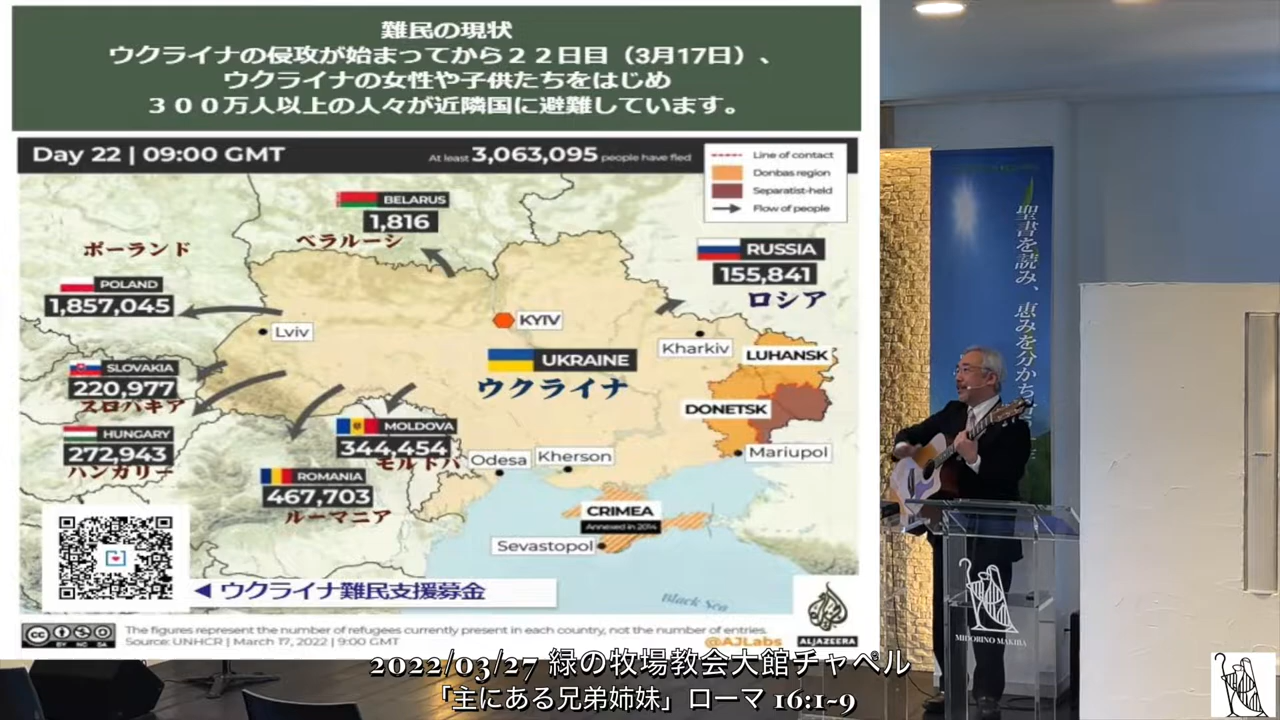 難民の現状
ウクライナの侵攻が始まってから２２日目（3月17日）、
ウクライナの女性や子供たちをはじめ
３００万人以上の人々が近隣国に避難しています。
Day 22 | 09:00 GMT
At least 3,063,095 people have fled
Line of contact
Donbas region
Separatist-held
Flow of people
BELARUS
1,816
ベラルーシ
ポーランド
POLAND
1,857,045
RUSSIA
155,841
ロシア
Lviv
KYIV
Kharkiv
UKRAINE
ウクライナ
LUHANSK
DONETSK
SLOVAKIA
220,977
スロバキア
HUNGARY
272,943
ハンガリー
MOLDOVA
344,454
モルドバ
ROMANIA
467,703
ルーマニア
Odesa
Kherson
Mariupol
CRIMEA
Annexed in 2014
Sevastopol
Black Sea
◀ ウクライナ難民支援募金
ALJAZEERA
cc
BY NC SA
The figures represent the number of refugees currently present in each country, not the number of entries.
Source: UNHCR | March 17, 2022 | 9:00 GMT
@AJLabs
聖書を読み、恵みを分かち
MIDORINO MAKIBA
2022/03/27 緑の牧場教会大館チャペル
「主にある兄弟姉妹」ローマ 16:1-9